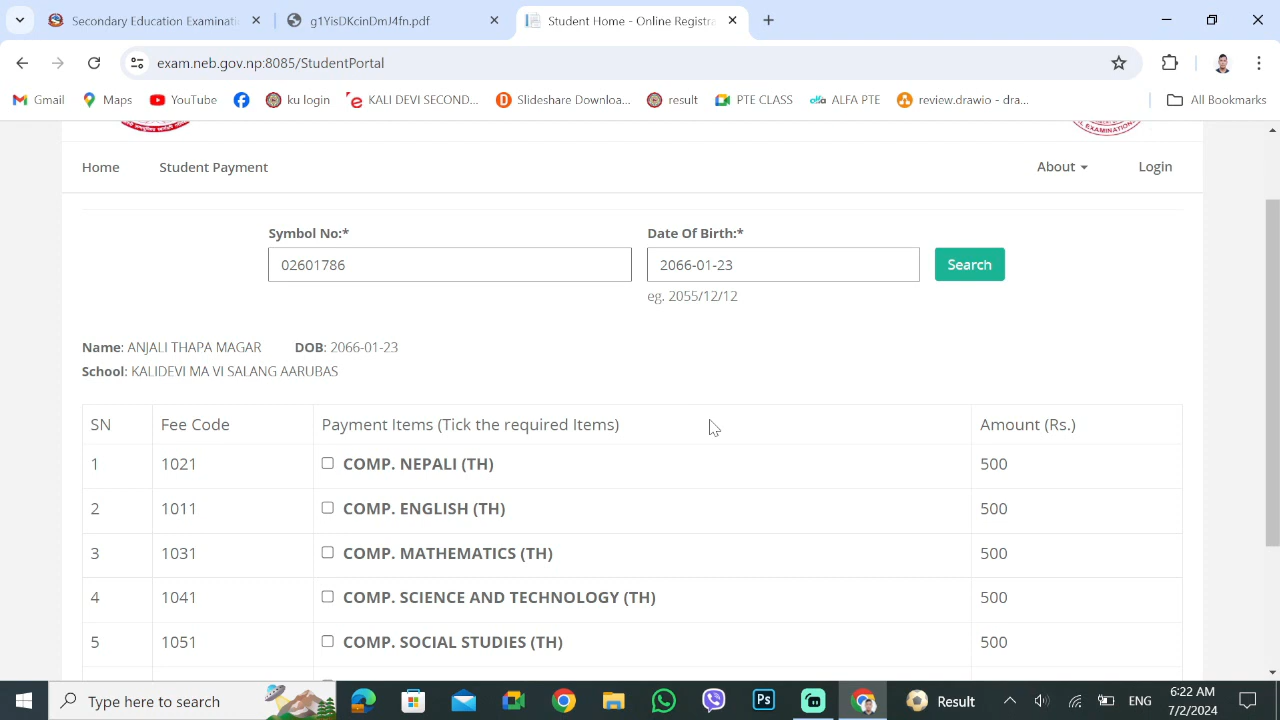 Secondary Education Examinati
g1YisDKcinDmJ4fn.pdf
Student Home - Online Registra
exam.neb.gov.np:8085/StudentPortal
Gmail
Maps
YouTube
ku login
KALI DEVI SECOND...
Slideshare Downloa...
result
PTE CLASS
alfa
ALFA PTE
review.drawio - dra...
All Bookmarks
Home
Student Payment
About
Login
Symbol No:*
Date Of Birth:*
02601786
2066-01-23
Search
eg. 2055/12/12
Name: ANJALI THAPA MAGAR DOB: 2066-01-23
School: KALIDEVI MA VI SALANG AARUBAS
SN Fee Code Payment Items (Tick the required Items) Amount (Rs.)
1 1021 COMP. NEPALI (TH) 500
2 1011 COMP. ENGLISH (TH) 500
3 1031 COMP. MATHEMATICS (TH) 500
4 1041 COMP. SCIENCE AND TECHNOLOGY (TH) 500
5 1051 COMP. SOCIAL STUDIES (TH) 500
Type here to search
Ps
Result
ENG
6:22 AM
7/2/2024